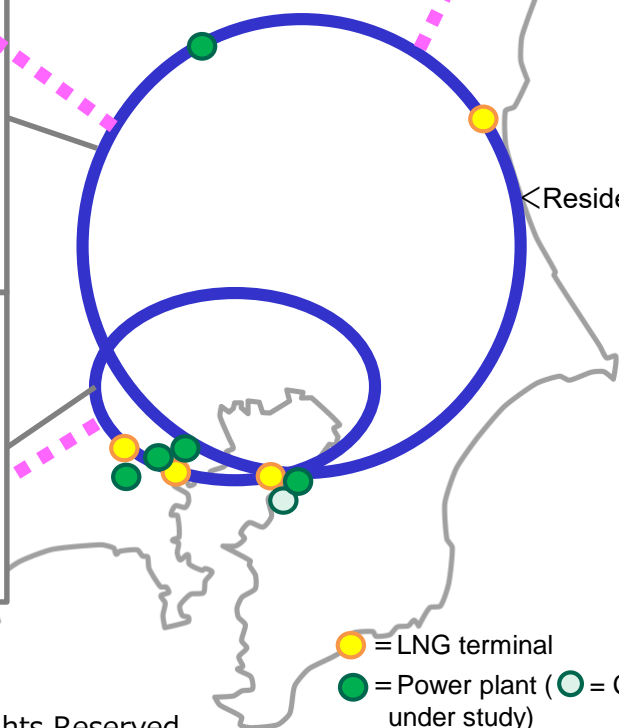 <Reside
= LNG terminal
= Power plant ( = 
under study)
hts Reserved